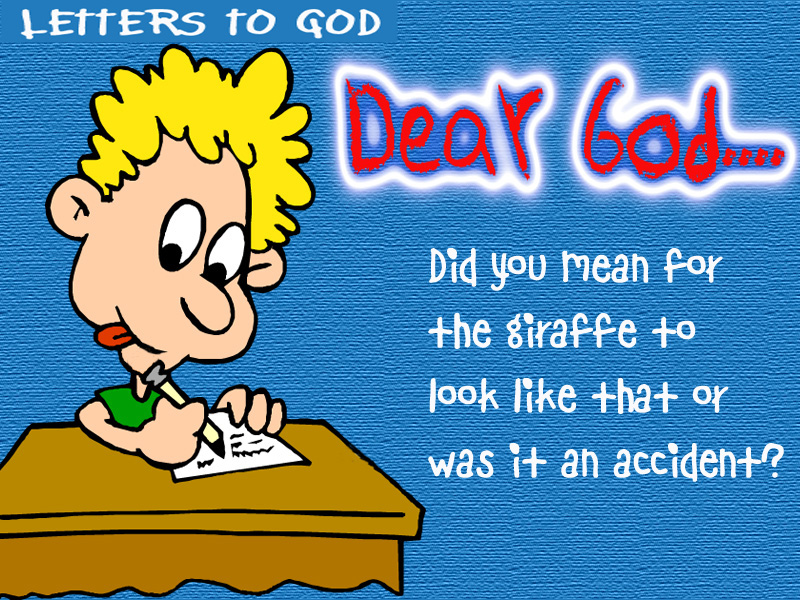 LETTERS TO GOD
Dear God....
Did you mean for
the giraffe to
look like that or
was it an accident?